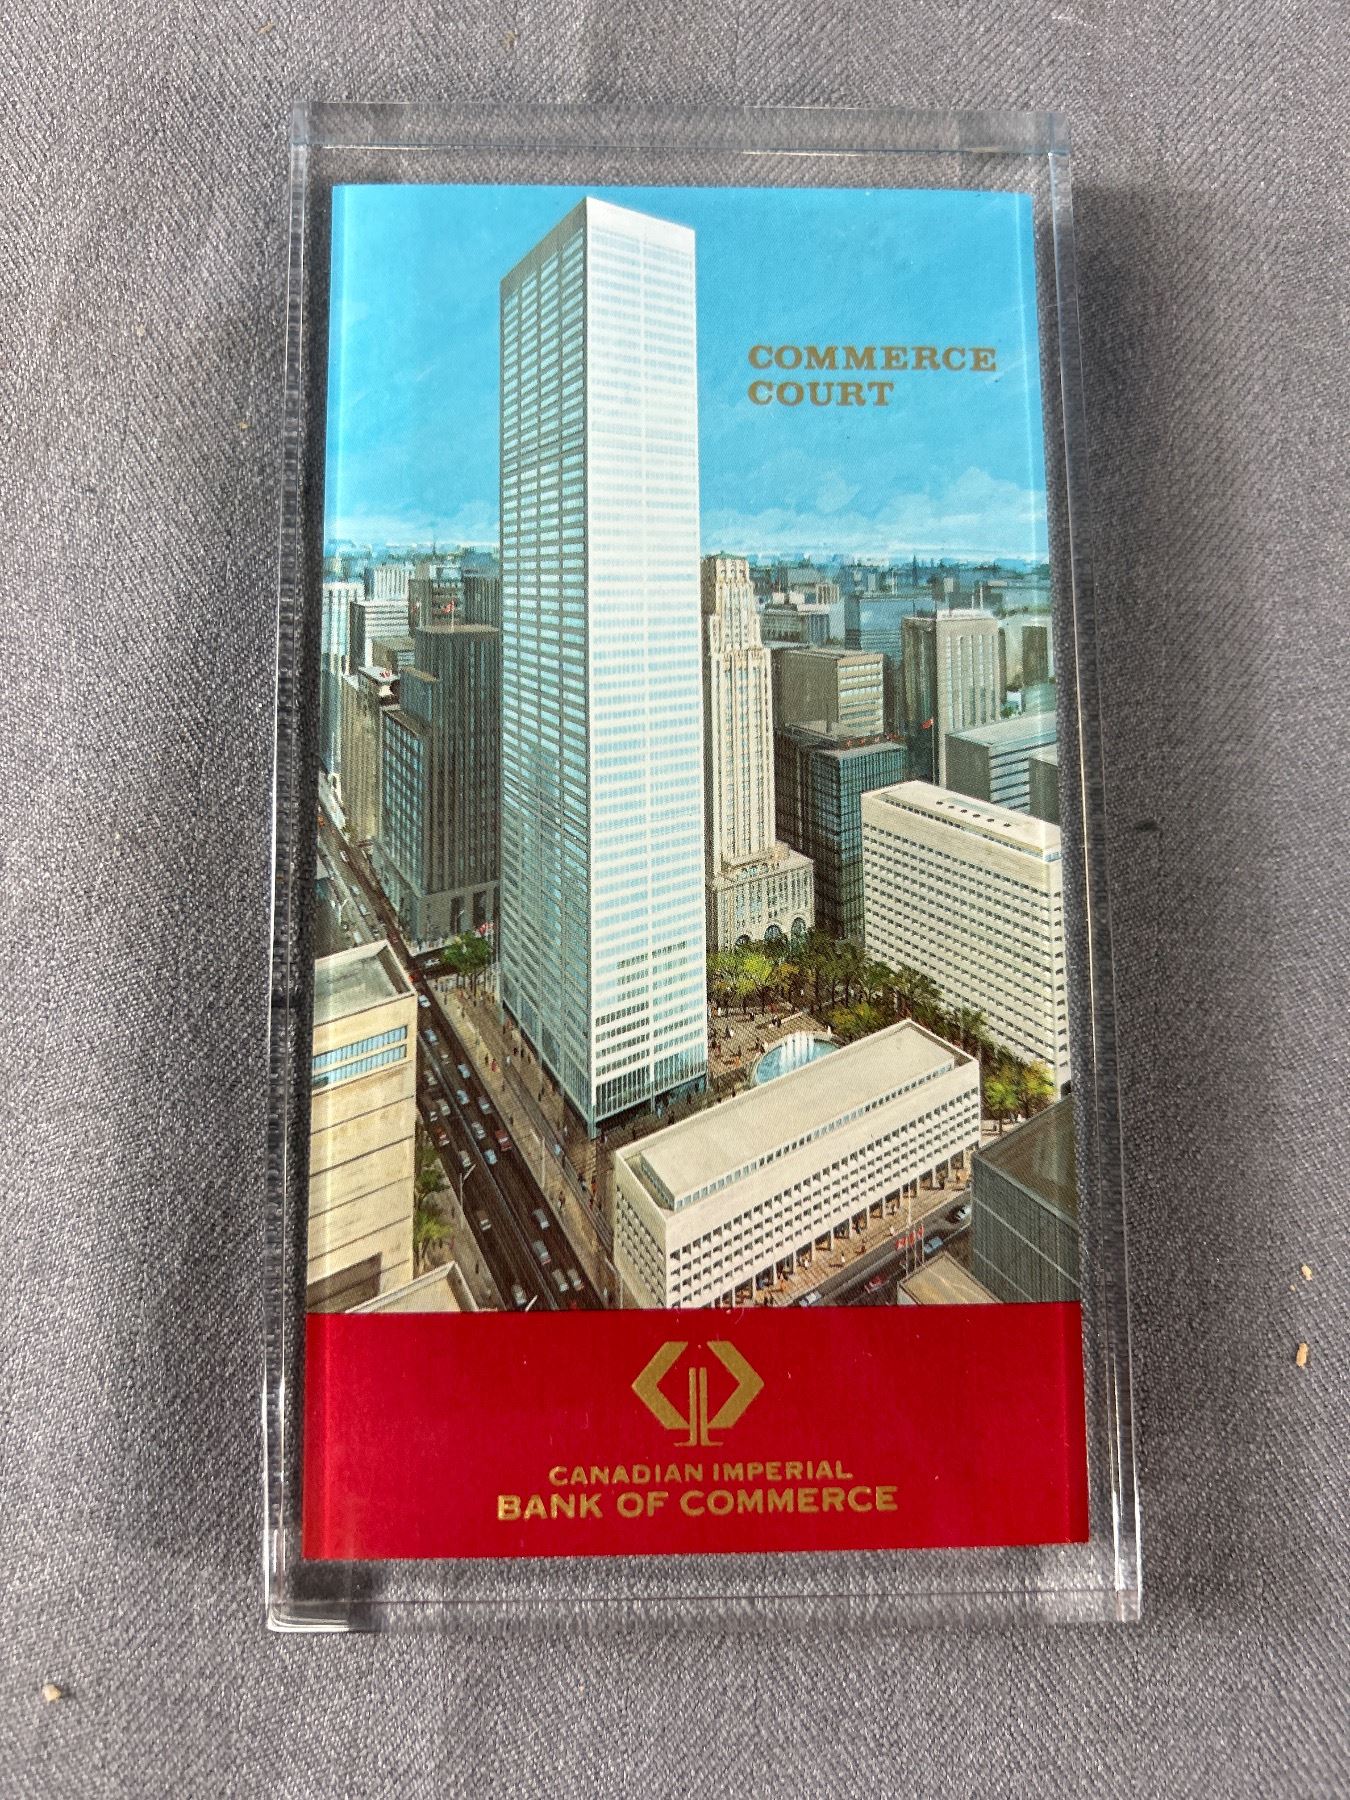 COMMERCE
COURT
CANADIAN IMPERIAL
BANK OF COMMERCE